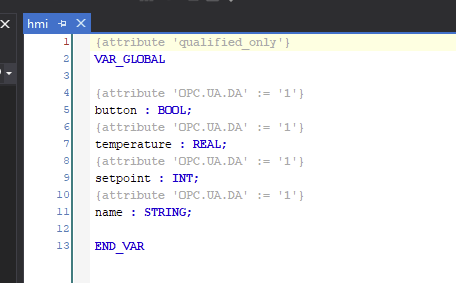 hmi
1 {attribute 'qualified_only'}
2 VAR_GLOBAL
3
4 {attribute 'OPC.UA.DA' := '1'}
5 button : BOOL;
6 {attribute 'OPC.UA.DA' := '1'}
7 temperature : REAL;
8 {attribute 'OPC.UA.DA' := '1'}
9 setpoint : INT;
10 {attribute 'OPC.UA.DA' := '1'}
11 name : STRING;
12
13 END_VAR